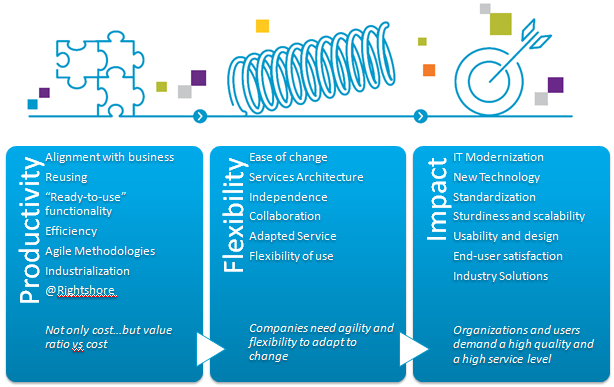 Productivity
Alignment with business
Reusing
“Ready-to-use”
functionality
Efficiency
Agile Methodologies
Industrialization
@Rightshore
Not only cost...but value
ratio vs cost
Flexibility
Ease of change
Services Architecture
Independence
Collaboration
Adapted Service
Flexibility of use
Companies need agility and
flexibility to adapt to
change
Impact
IT Modernization
New Technology
Standardization
Sturdiness and scalability
Usability and design
End-user satisfaction
Industry Solutions
Organizations and users
demand a high quality and
a high service level